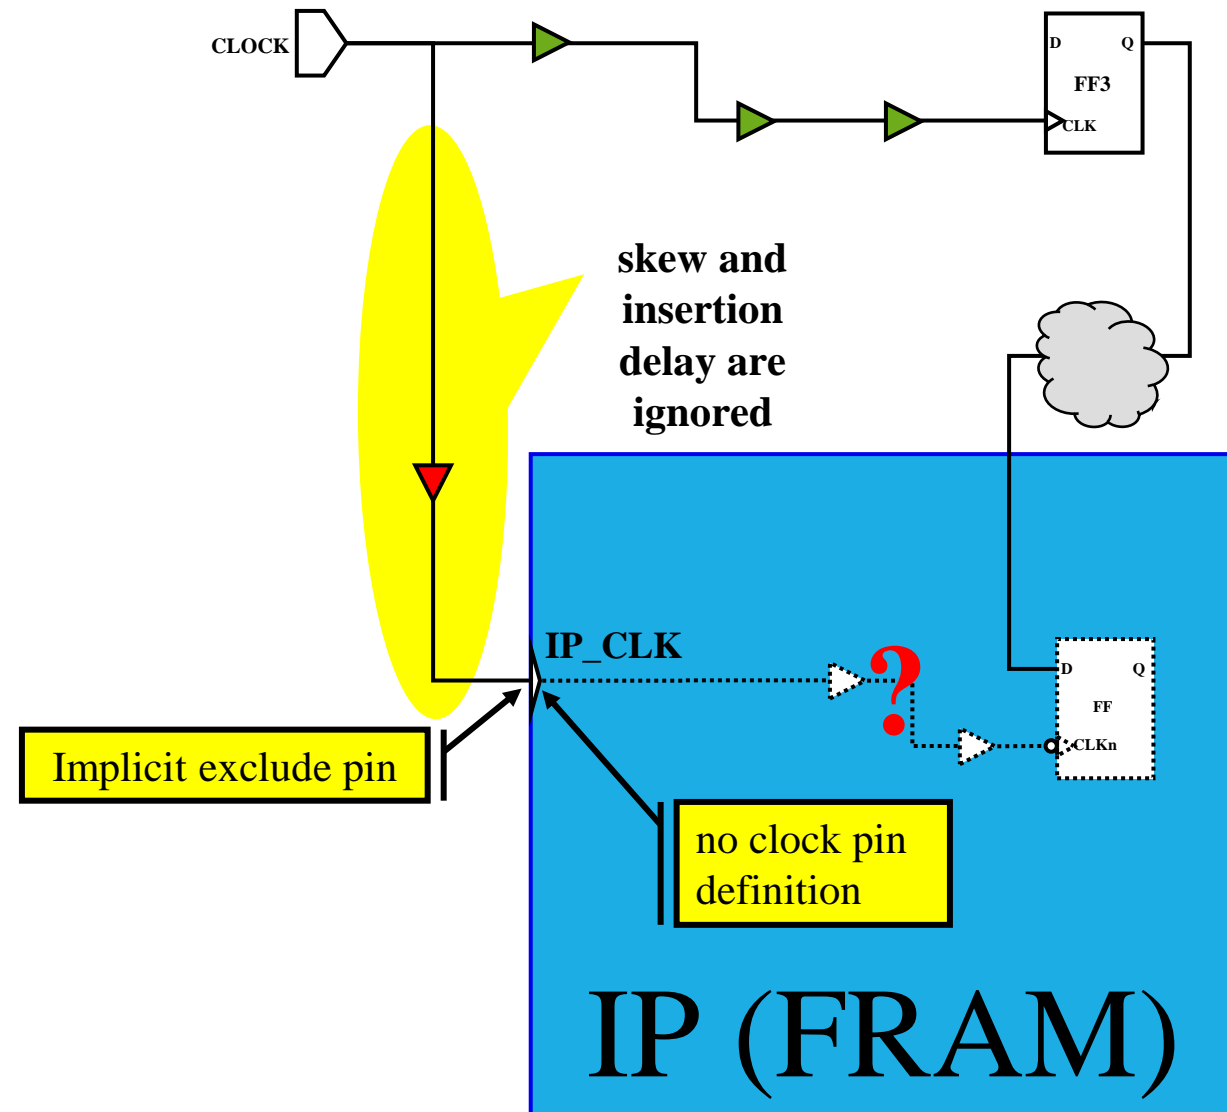 CLOCK
D Q
FF3
CLK
skew and
insertion
delay are
ignored
IP_CLK
?
D Q
FF
CLKn
Implicit exclude pin
no clock pin
definition
IP (FRAM)